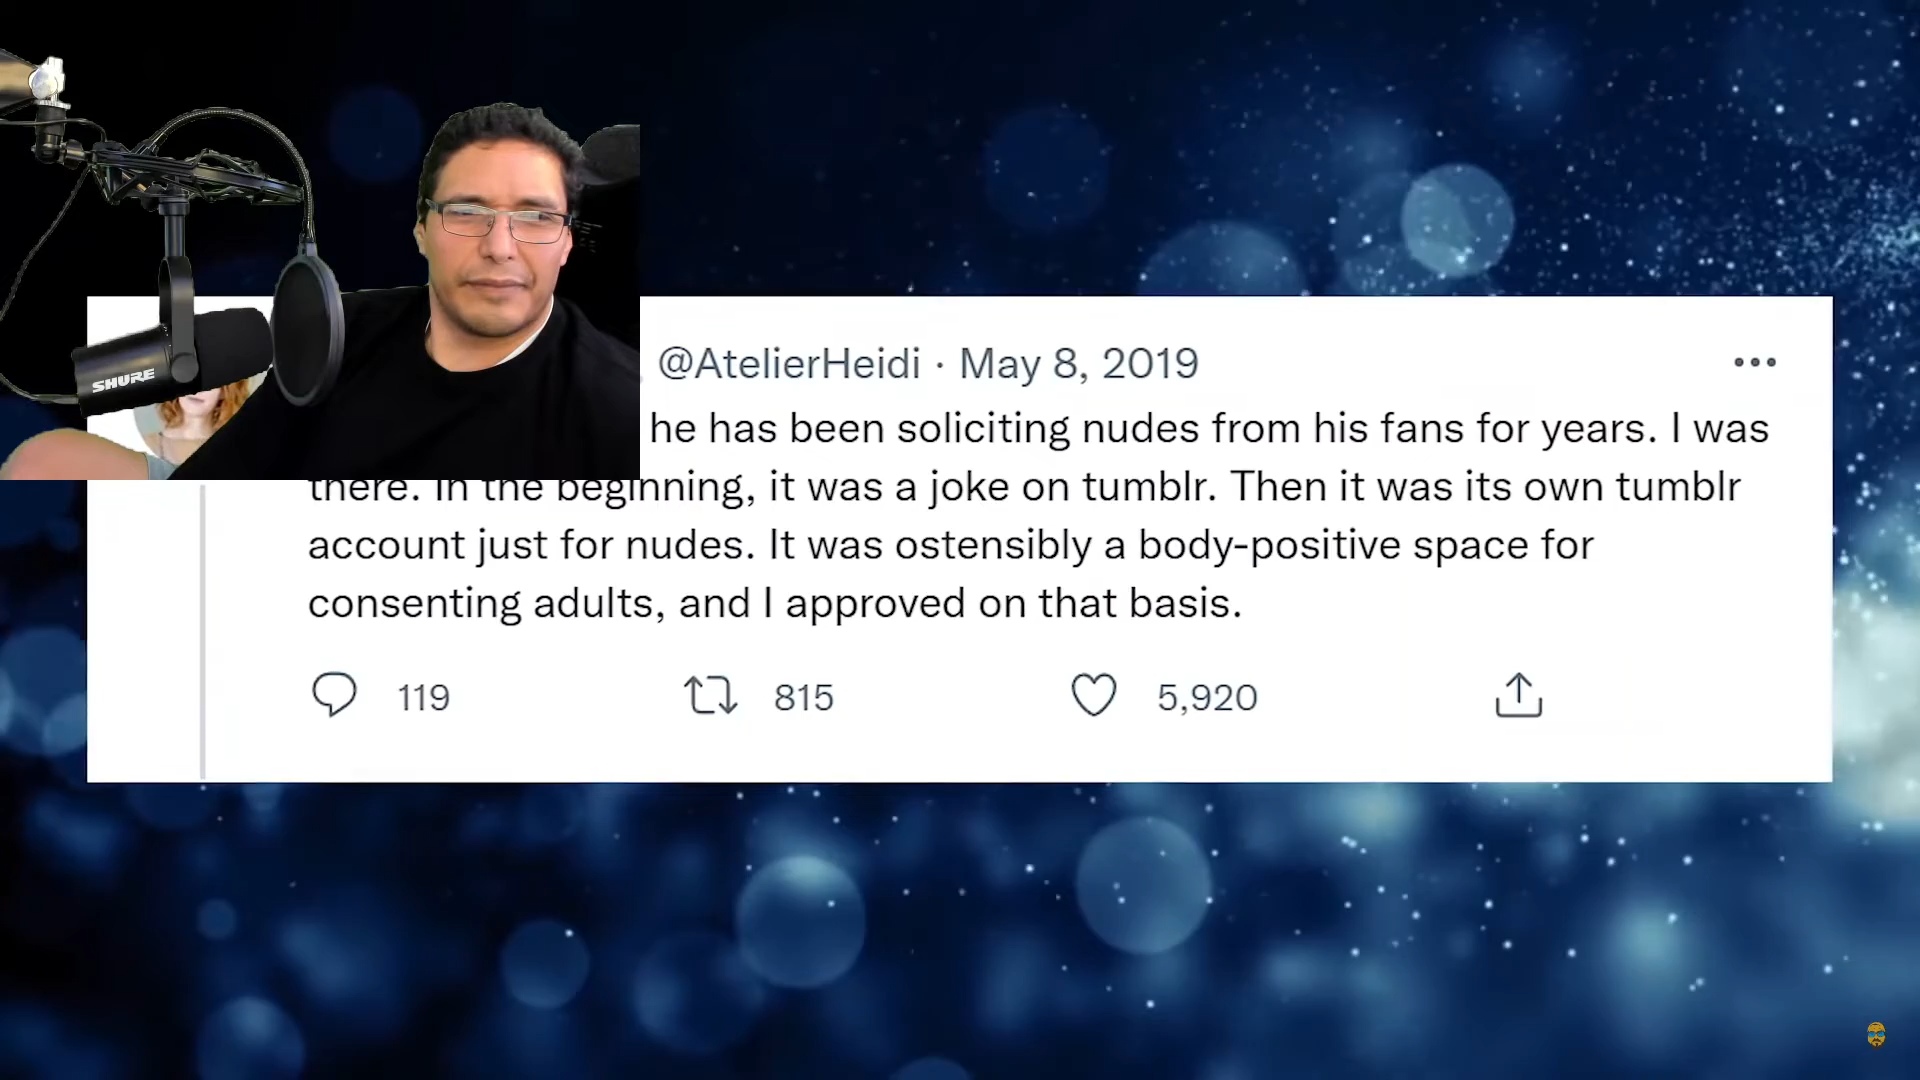 @AtelierHeidi · May 8, 2019
he has been soliciting nudes from his fans for years. I was
there. In the beginning, it was a joke on tumblr. Then it was its own tumblr
account just for nudes. It was ostensibly a body-positive space for
consenting adults, and I approved on that basis.
119 815 5,920
SHURE